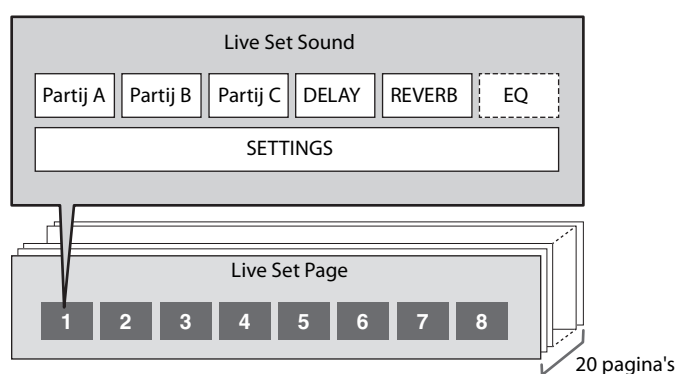 Live Set Sound
Partij A Partij B Partij C DELAY REVERB EQ
SETTINGS
Live Set Page
1 2 3 4 5 6 7 8
20 pagina's